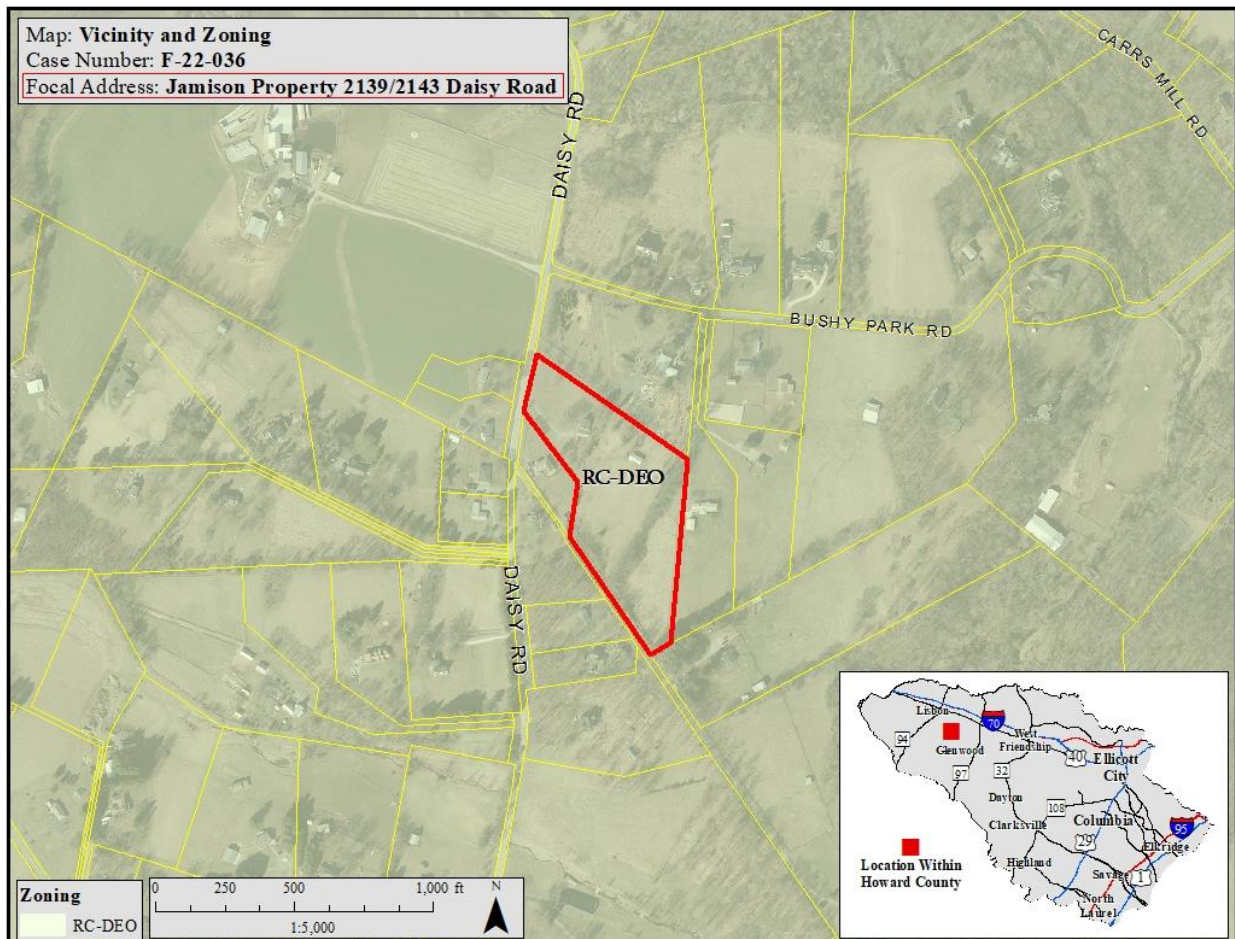 Map: Vicinity and Zoning
Case Number: F-22-036
Focal Address: Jamison Property 2139/2143 Daisy Road
CARRS MILL RD
DAISY RD
BUSHY PARK RD
RC-DEO
DAISY RD
Zoning
RC-DEO
0 250 500 1,000 ft
N
1:5,000
Lisbon
70
94
Glenwood
West
Friendship
40
Ellicott
City
97
32
Dayton
108
Clarksville
Columbia
29
95
Elkridge
Highland
Savage
1
North
Laurel
Location Within
Howard County